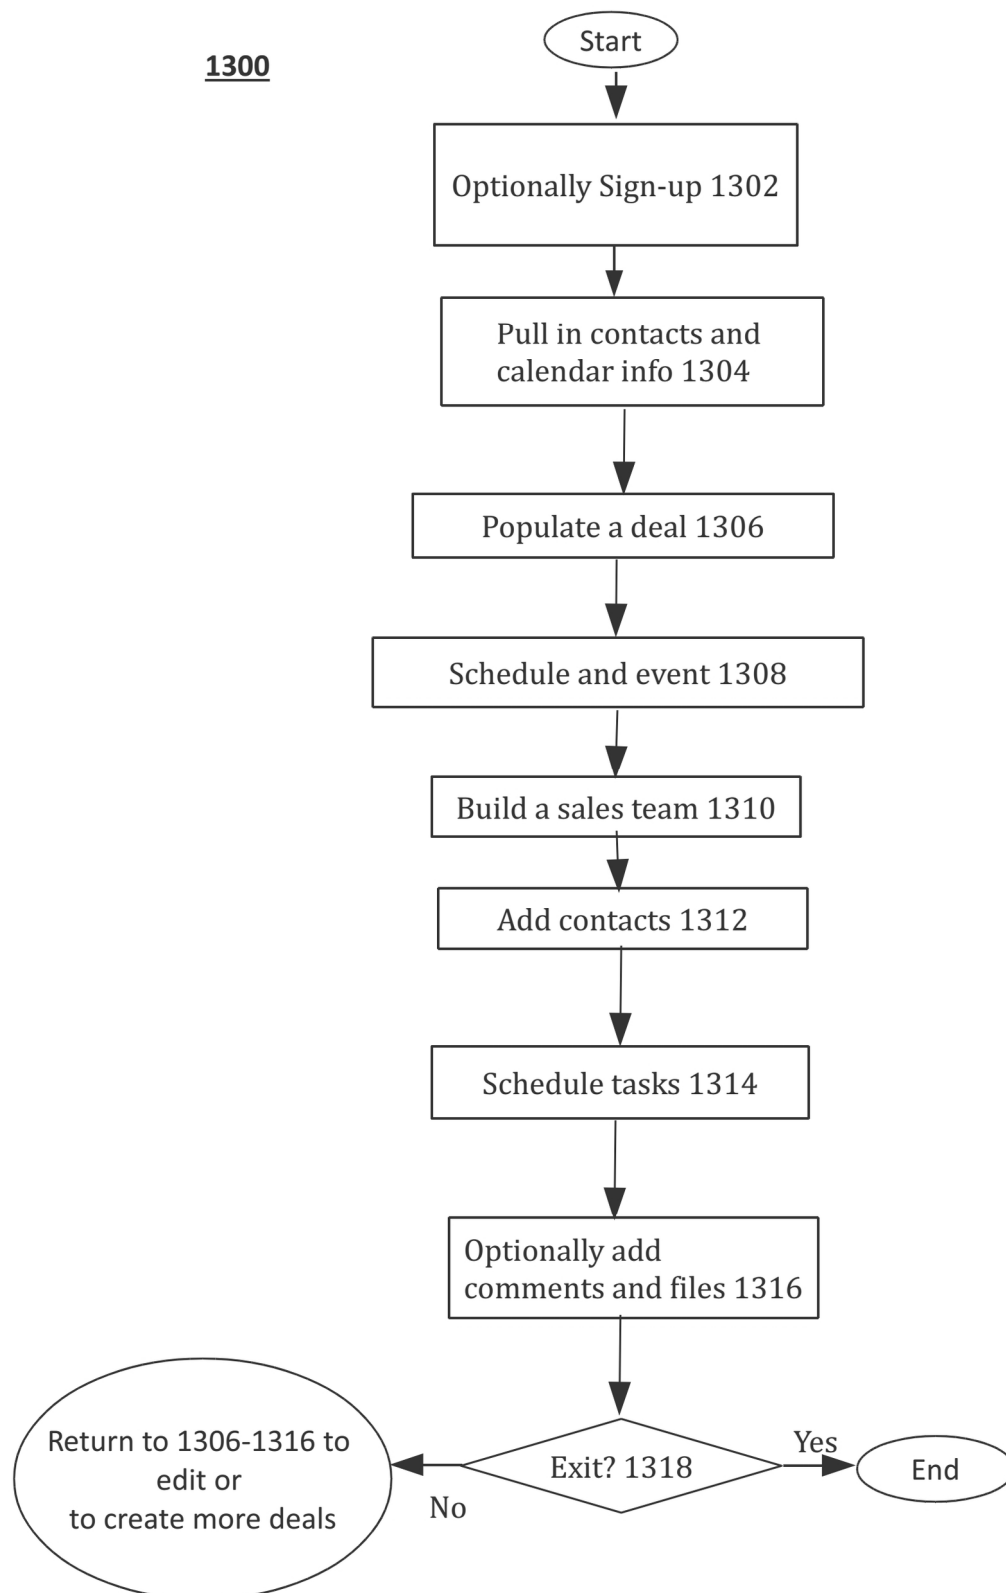 Start
1300
Optionally Sign-up 1302
Pull in contacts and
calendar info 1304
Populate a deal 1306
Schedule and event 1308
Build a sales team 1310
Add contacts 1312
Schedule tasks 1314
Optionally add
comments and files 1316
Return to 1306-1316 to
edit or
to create more deals
No
Exit? 1318
Yes
End